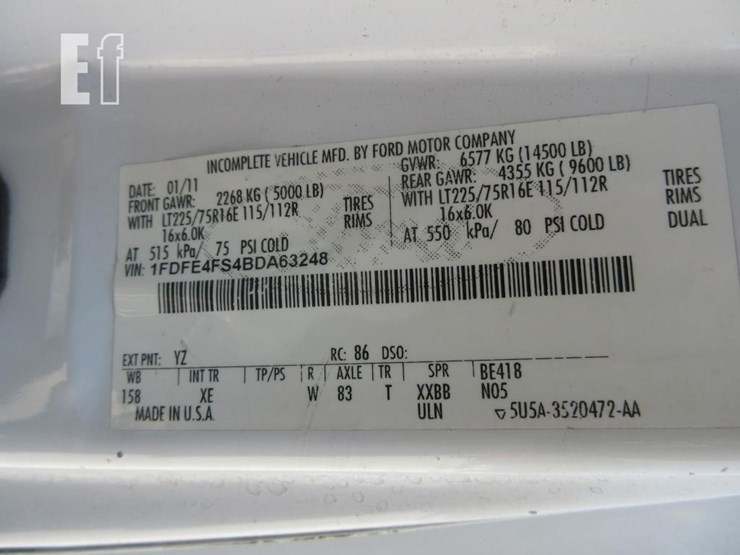 Ef
INCOMPLETE VEHICLE MFD. BY FORD MOTOR COMPANY
DATE: 01/11 GVWR: 6577 KG (14500 LB)
FRONT GAWR: 2268 KG (5000 LB) REAR GAWR: 4355 KG (9600 LB)
WITH LT225/75R16E 115/112R TIRES WITH LT225/75R16E 115/112R TIRES
16x6.0K RIMS 16x6.0K RIMS
AT 515 kPa/ 75 PSI COLD AT 550 kPa/ 80 PSI COLD DUAL
VIN: 1FDFE4FS4BDA63248
EXT PNT: YZ RC: 86 DSO:
WB INT TR TP/PS R AXLE TR SPR BE418
158 XE W 83 T XXBB N05
MADE IN U.S.A. ULN ▽5U5A-3520472-AA